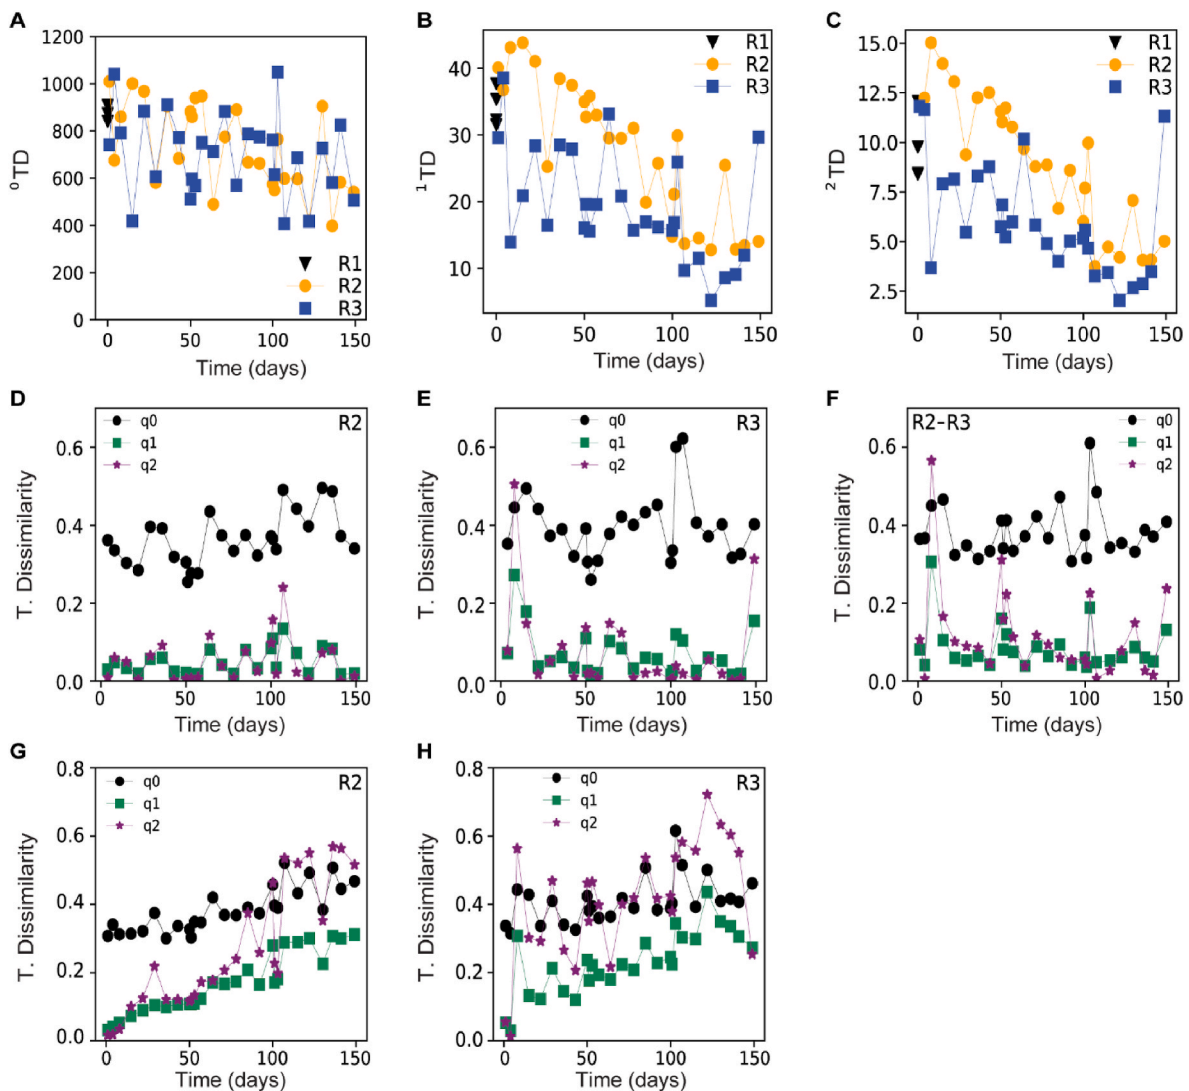 A
1200
1000
800
600
400
200
0
⁰TD
R1
R2
R3
0
50
100
150
Time (days)
B
40
30
20
10
¹TD
R1
R2
R3
0
50
100
150
Time (days)
C
15.0
12.5
10.0
7.5
5.0
2.5
²TD
R1
R2
R3
0
50
100
150
Time (days)
D
0.6
0.4
0.2
0.0
T. Dissimilarity
q0
q1
q2
R2
0
50
100
150
Time (days)
E
0.6
0.4
0.2
0.0
T. Dissimilarity
q0
q1
q2
R3
0
50
100
150
Time (days)
F
0.6
0.4
0.2
0.0
T. Dissimilarity
R2-R3
q0
q1
q2
0
50
100
150
Time (days)
G
0.8
0.6
0.4
0.2
0.0
T. Dissimilarity
q0
q1
q2
R2
0
50
100
150
Time (days)
H
0.8
0.6
0.4
0.2
0.0
T. Dissimilarity
q0
q1
q2
R3
0
50
100
150
Time (days)